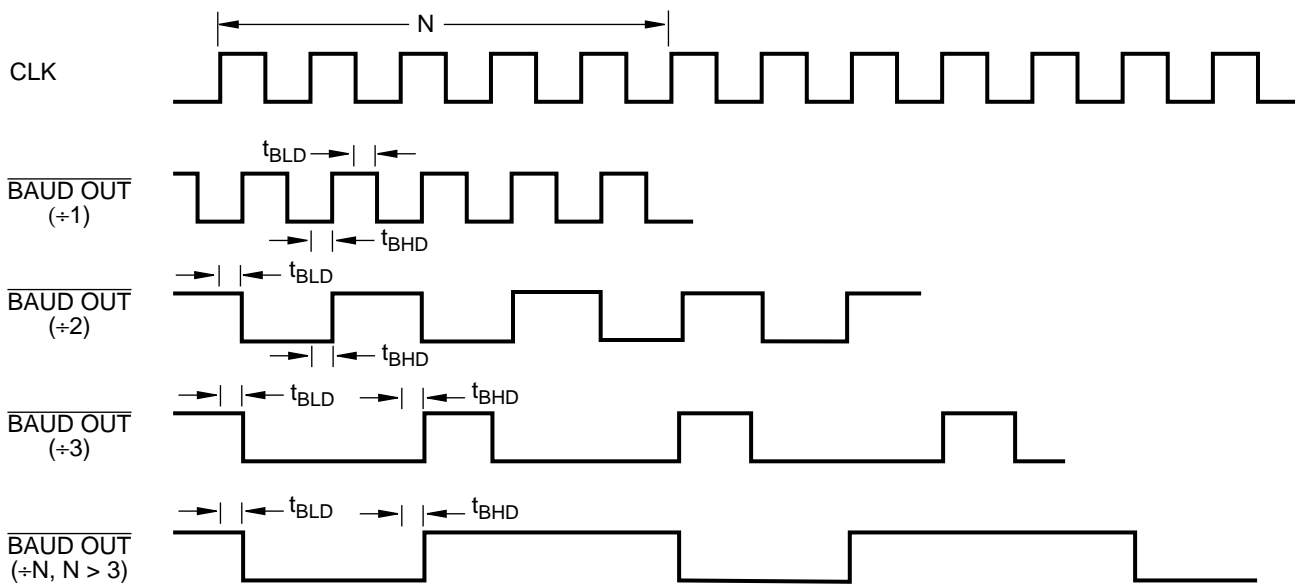 N
CLK
tBLD
BAUD OUT
(÷1)
tBHD
tBLD
BAUD OUT
(÷2)
tBHD
tBLD
tBHD
BAUD OUT
(÷3)
tBLD
tBHD
BAUD OUT
(÷N, N > 3)